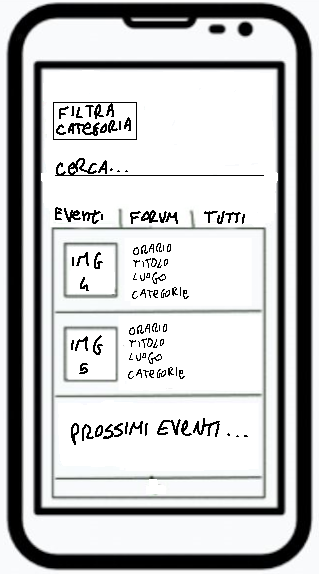 FILTRA
CATEGORIA
CERCA...
EVENTI | FORUM | TUTTI
IMG
4
ORARIO
TITOLO
LUOGO
CATEGORIE
IMG
5
ORARIO
TITOLO
LUOGO
CATEGORIE
PROSSIMI EVENTI...